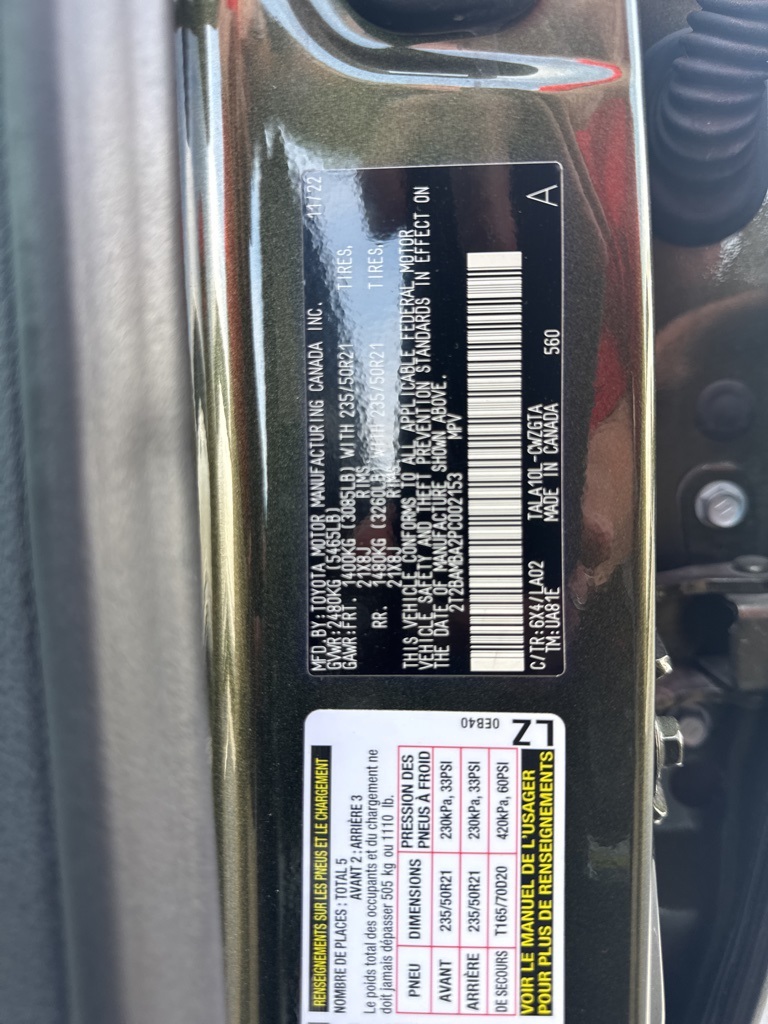 MFD.BY:TOYOTA MOTOR MANUFACTURING CANADA INC. 11/22
GVWR:2480KG (5465LB)
GAWR:FRT. 1400KG (3085LB) WITH 235/50R21 TIRES,
21X8J RIMS
RR. 1480KG (3260LB) WITH 235/50R21 TIRES,
21X8J RIMS
THIS VEHICLE CONFORMS TO ALL APPLICABLE FEDERAL MOTOR
VEHICLE SAFETY AND THEFT PREVENTION STANDARDS IN EFFECT ON
THE DATE OF MANUFACTURE SHOWN ABOVE.
2T2BAMBA2PC002153 MPV
C/TR:6X4/LA02 TALA10L-CWZGTA 560 A
TM:UA81E MADE IN CANADA
RENSEIGNEMENTS SUR LES PNEUS ET LE CHARGEMENT
NOMBRE DE PLACES : TOTAL 5
AVANT 2 : ARRIÈRE 3
Le poids total des occupants et du chargement ne
doit jamais dépasser 505 kg ou 1110 lb.
PNEU DIMENSIONS PRESSION DES PNEUS À FROID
AVANT 235/50R21 230kPa, 33PSI
ARRIÈRE 235/50R21 230kPa, 33PSI
DE SECOURS T165/70D20 420kPa, 60PSI
VOIR LE MANUEL DE L'USAGER
POUR PLUS DE RENSEIGNEMENTS
0EB40
LZ